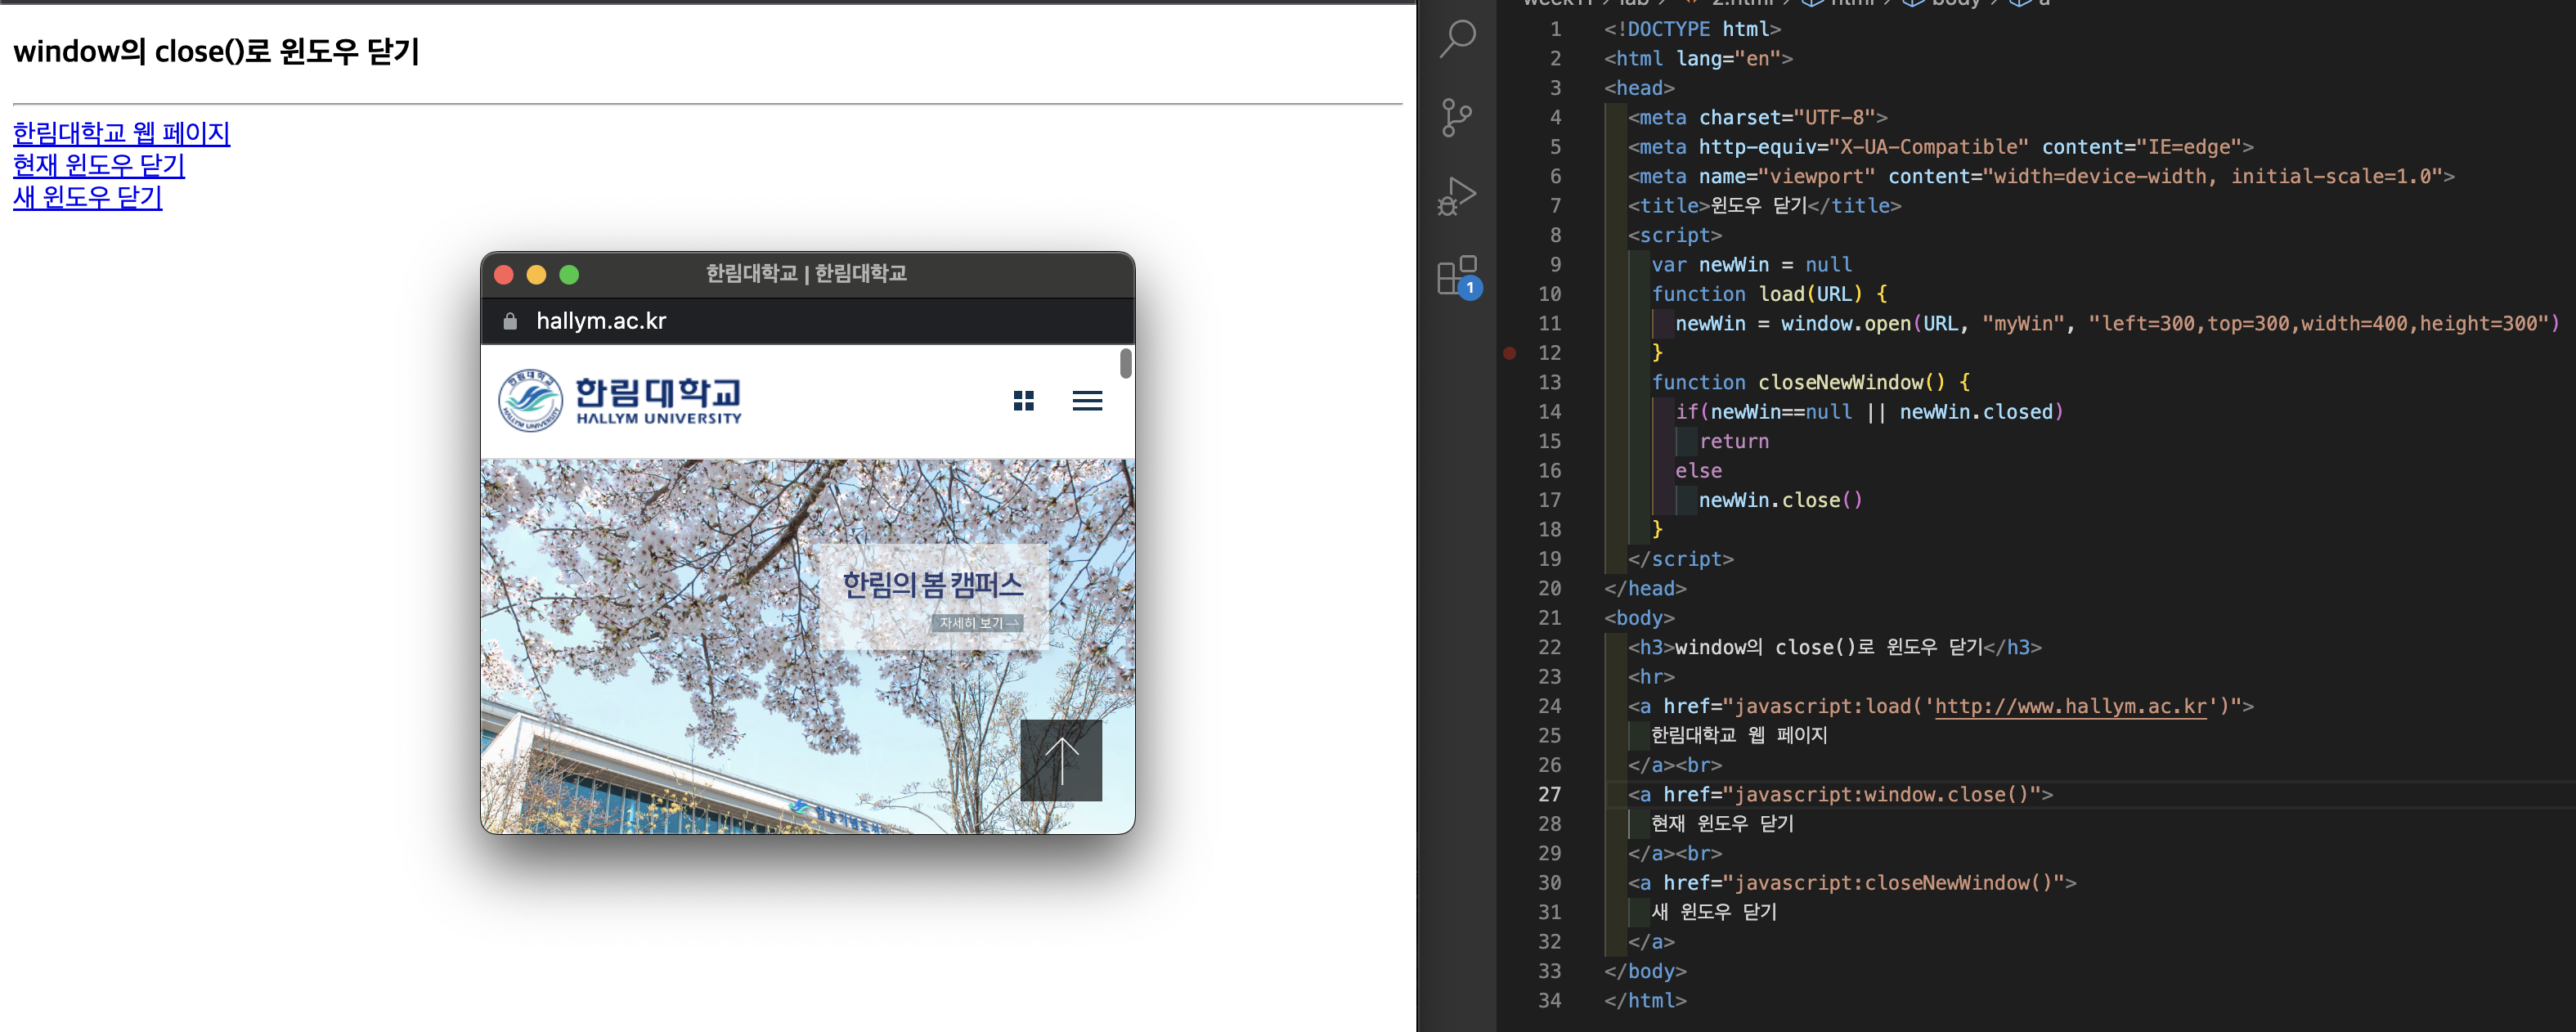 window의 close()로 윈도우 닫기
한림대학교 웹 페이지
현재 윈도우 닫기
새 윈도우 닫기
한림대학교 | 한림대학교
hallym.ac.kr
한림대학교
HALLYM UNIVERSITY
한림의 봄 캠퍼스
자세히 보기
1
1 <!DOCTYPE html>
2 <html lang="en">
3 <head>
4 <meta charset="UTF-8">
5 <meta http-equiv="X-UA-Compatible" content="IE=edge">
6 <meta name="viewport" content="width=device-width, initial-scale=1.0">
7 <title>윈도우 닫기</title>
8 <script>
9 var newWin = null
10 function load(URL) {
11 newWin = window.open(URL, "myWin", "left=300,top=300,width=400,height=300")
12 }
13 function closeNewWindow() {
14 if(newWin==null || newWin.closed)
15 return
16 else
17 newWin.close()
18 }
19 </script>
20 </head>
21 <body>
22 <h3>window의 close()로 윈도우 닫기</h3>
23 <hr>
24 <a href="javascript:load('http://www.hallym.ac.kr')">
25 한림대학교 웹 페이지
26 </a><br>
27 <a href="javascript:window.close()">
28 현재 윈도우 닫기
29 </a><br>
30 <a href="javascript:closeNewWindow()">
31 새 윈도우 닫기
32 </a>
33 </body>
34 </html>